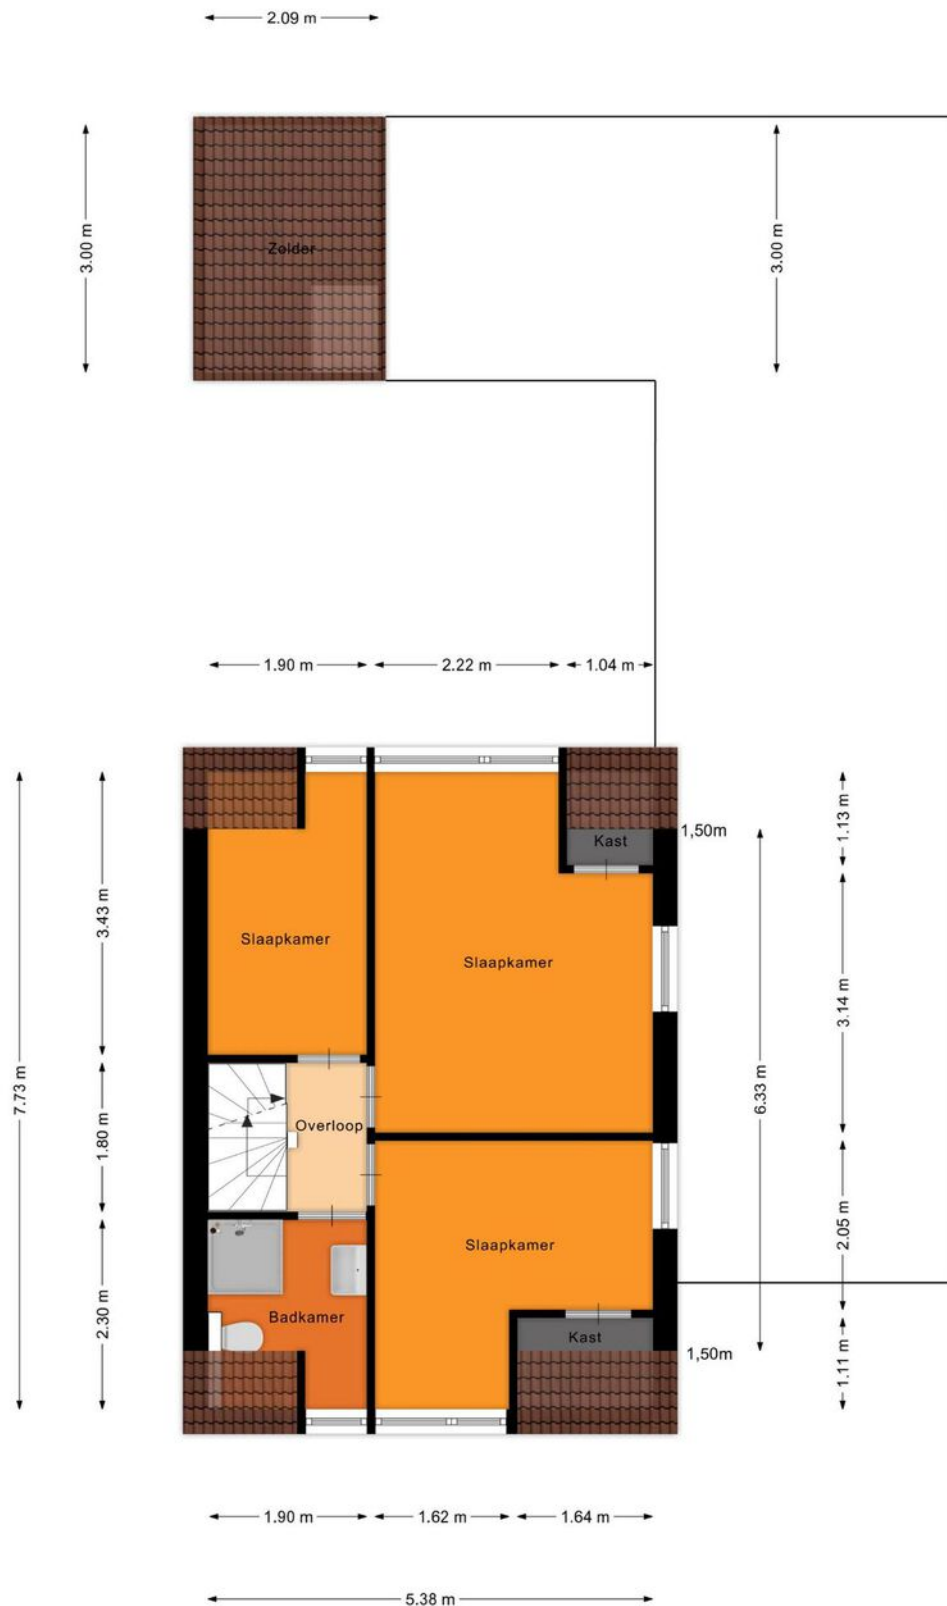 2.09 m
3.00 m
3.00 m
Zolder
1.90 m
2.22 m
1.04 m
1,50m
Kast
1.13 m
3.43 m
Slaapkamer
Slaapkamer
3.14 m
7.73 m
6.33 m
1.80 m
Overloop
Slaapkamer
2.05 m
2.30 m
Badkamer
Kast
1,50m
1.11 m
1.90 m
1.62 m
1.64 m
5.38 m